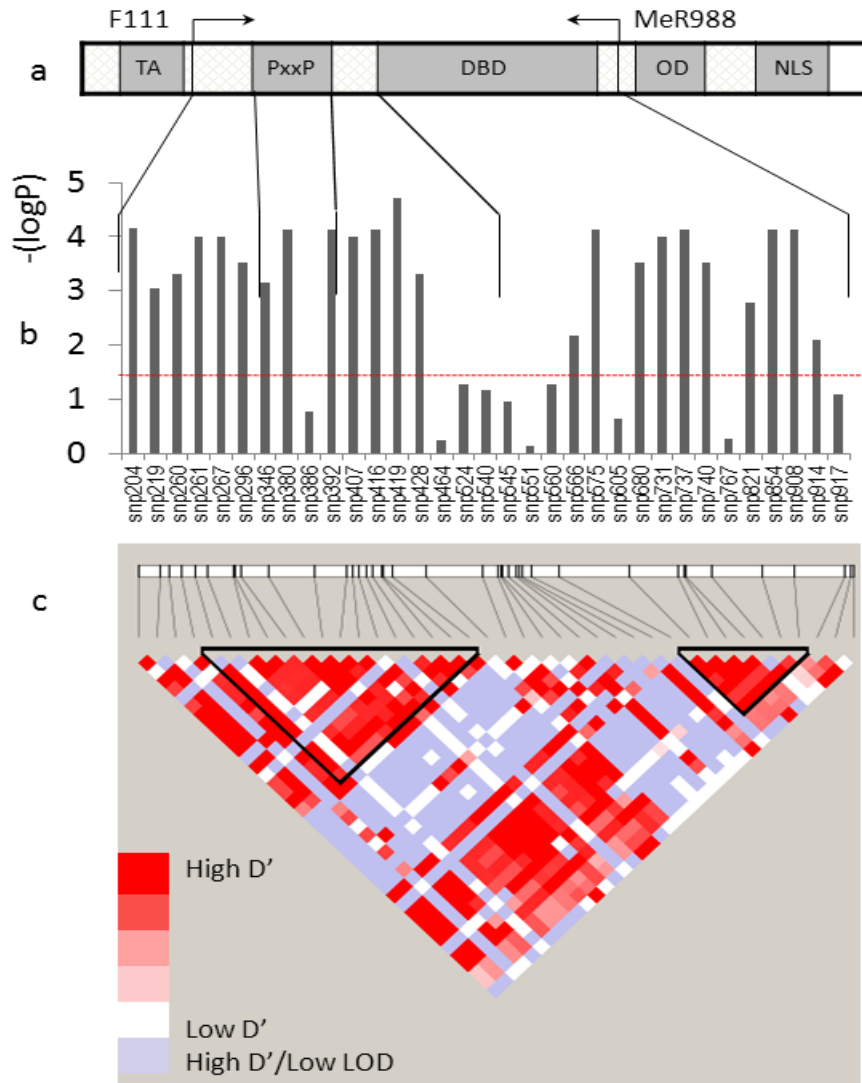 F111
MeR988
a
TA
PxxP
DBD
OD
NLS
-(logP)
b
5
4
3
2
1
0
snp204
snp219
snp260
snp261
snp267
snp296
snp346
snp380
snp386
snp392
snp407
snp416
snp419
snp428
snp464
snp524
snp540
snp545
snp551
snp560
snp566
snp575
snp605
snp680
snp731
snp737
snp740
snp767
snp821
snp854
snp908
snp914
snp917
c
High D’
Low D’
High D’/Low LOD